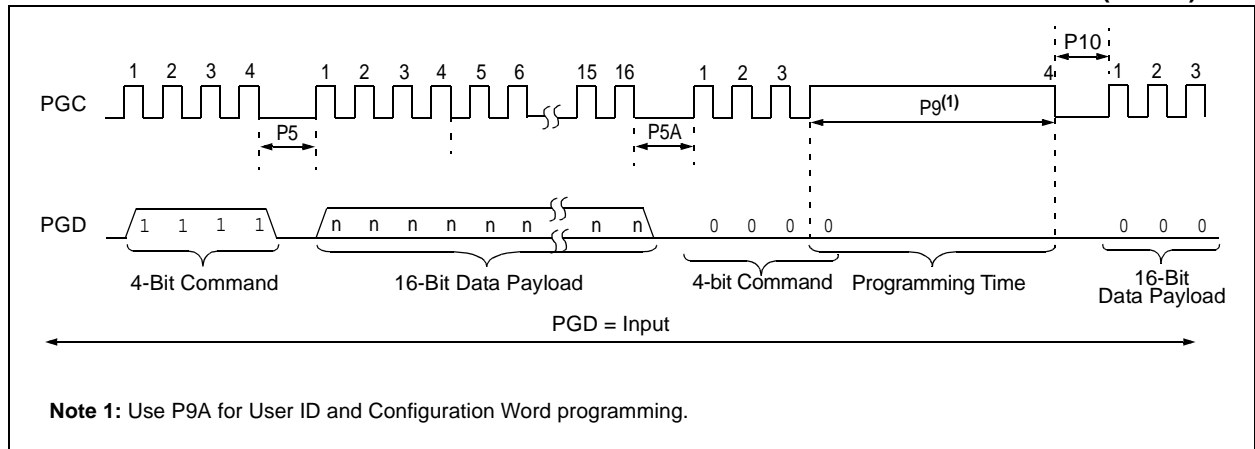 P10
1 2 3 4 1 2 3 4 5 6 15 16 1 2 3 4 1 2 3
PGC
P9(1)
P5 P5A
PGD 1 1 1 1 n n n n n n n n 0 0 0 0 0 0 0
4-Bit Command 16-Bit Data Payload 4-bit Command Programming Time 16-Bit
Data Payload
PGD = Input
Note 1: Use P9A for User ID and Configuration Word programming.